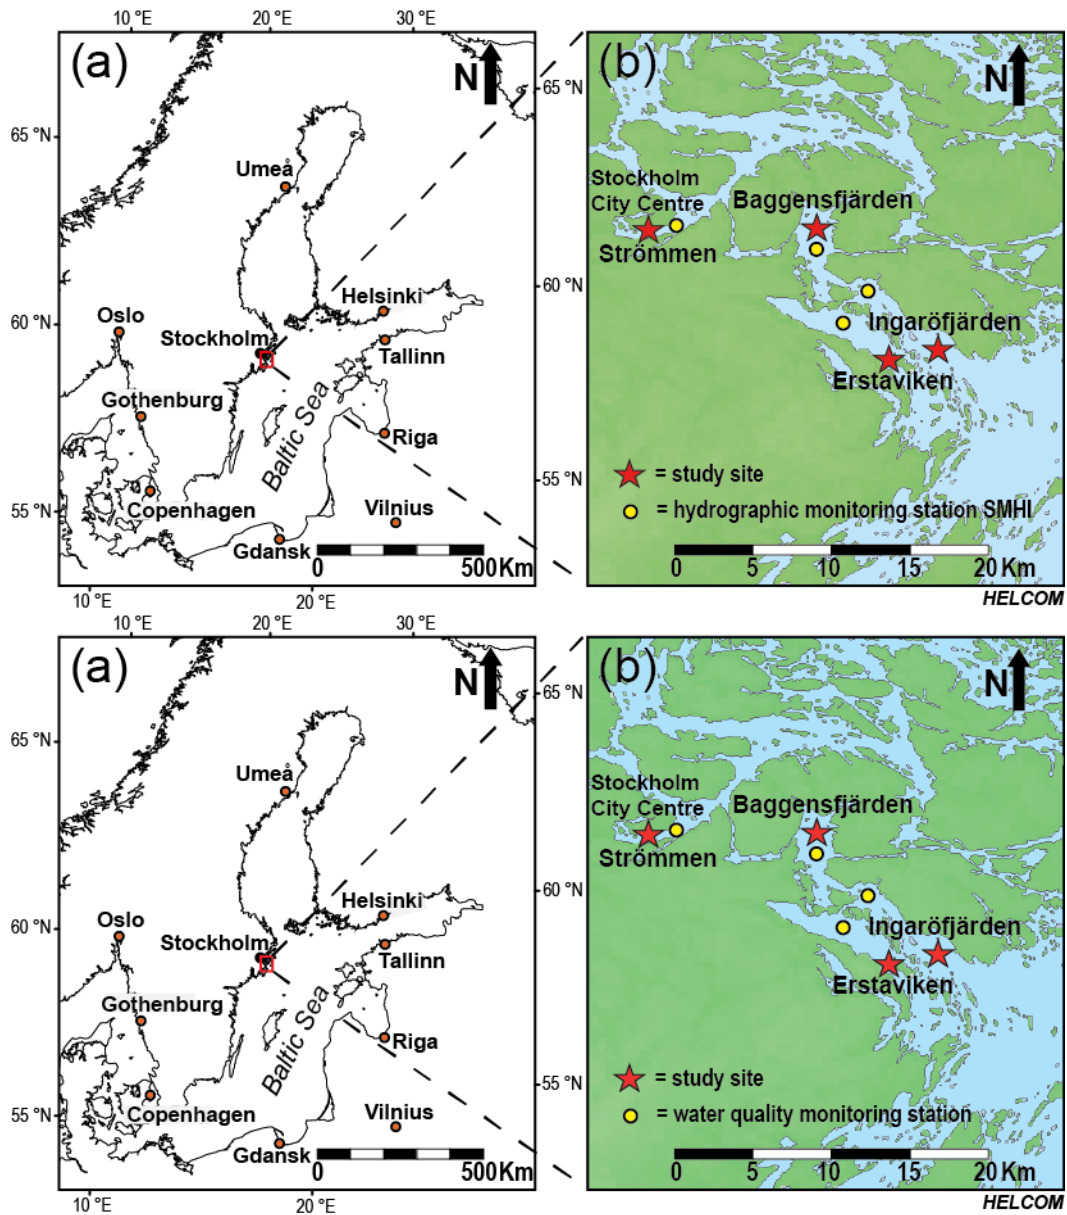 10 °E 20 °E 30 °E
(a)
N
65 °N
60 °N
55 °N
Umeå
Oslo
Helsinki
Stockholm
Tallinn
Gothenburg
Baltic Sea
Riga
Copenhagen
Vilnius
Gdansk
0 500 Km
10 °E 20 °E
(b)
N
65 °N
60 °N
55 °N
Stockholm
City Centre
Baggensfjärden
Strömmen
Ingaröfjärden
Erstaviken
= study site
= hydrographic monitoring station SMHI
0 5 10 15 20 Km
HELCOM
10 °E 20 °E 30 °E
(a)
N
65 °N
60 °N
55 °N
Umeå
Oslo
Helsinki
Stockholm
Tallinn
Gothenburg
Baltic Sea
Riga
Copenhagen
Vilnius
Gdansk
0 500 Km
10 °E 20 °E
(b)
N
65 °N
60 °N
55 °N
Stockholm
City Centre
Baggensfjärden
Strömmen
Ingaröfjärden
Erstaviken
= study site
= water quality monitoring station
0 5 10 15 20 Km
HELCOM